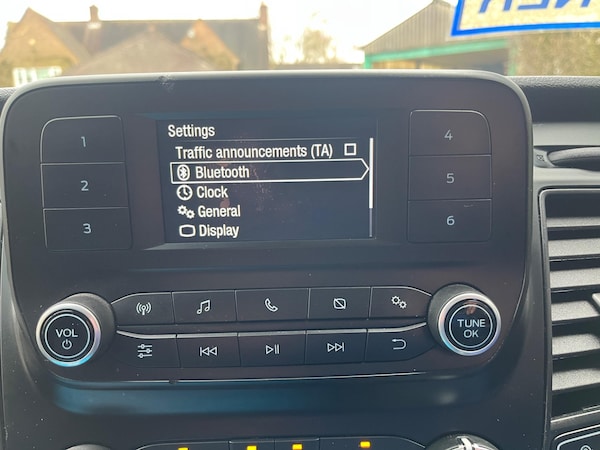 Settings
Traffic announcements (TA)
Bluetooth
Clock
General
Display
1
2
3
4
5
6
VOL
TUNE
OK